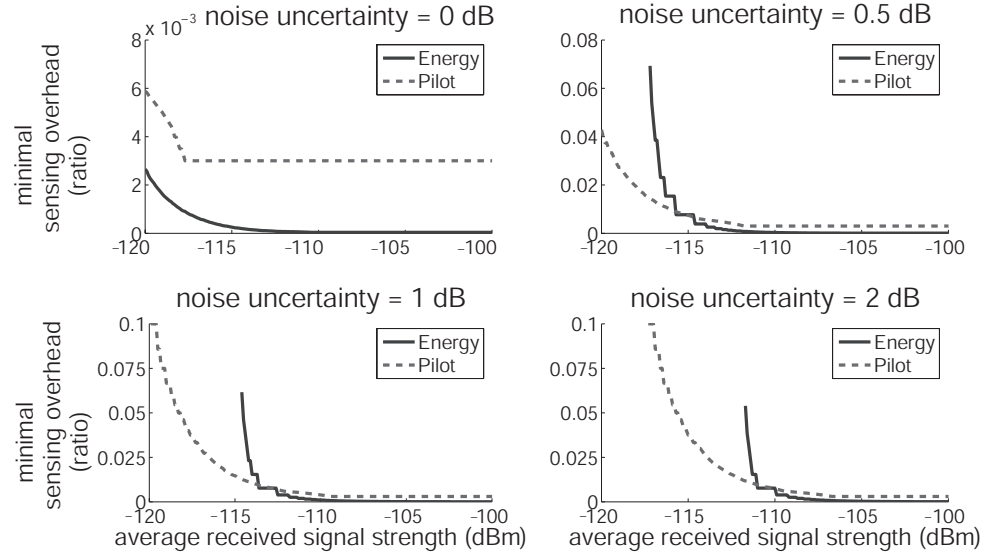 noise uncertainty = 0 dB
× 10⁻³
8
6
4
2
0
Energy
Pilot
−120 −115 −110 −105 −100
minimal
sensing overhead
(ratio)
noise uncertainty = 0.5 dB
0.08
0.06
0.04
0.02
0
Energy
Pilot
−120 −115 −110 −105 −100
noise uncertainty = 1 dB
0.1
0.075
0.05
0.025
0
Energy
Pilot
−120 −115 −110 −105 −100
minimal
sensing overhead
(ratio)
average received signal strength (dBm)
noise uncertainty = 2 dB
0.1
0.075
0.05
0.025
0
Energy
Pilot
−120 −115 −110 −105 −100
average received signal strength (dBm)